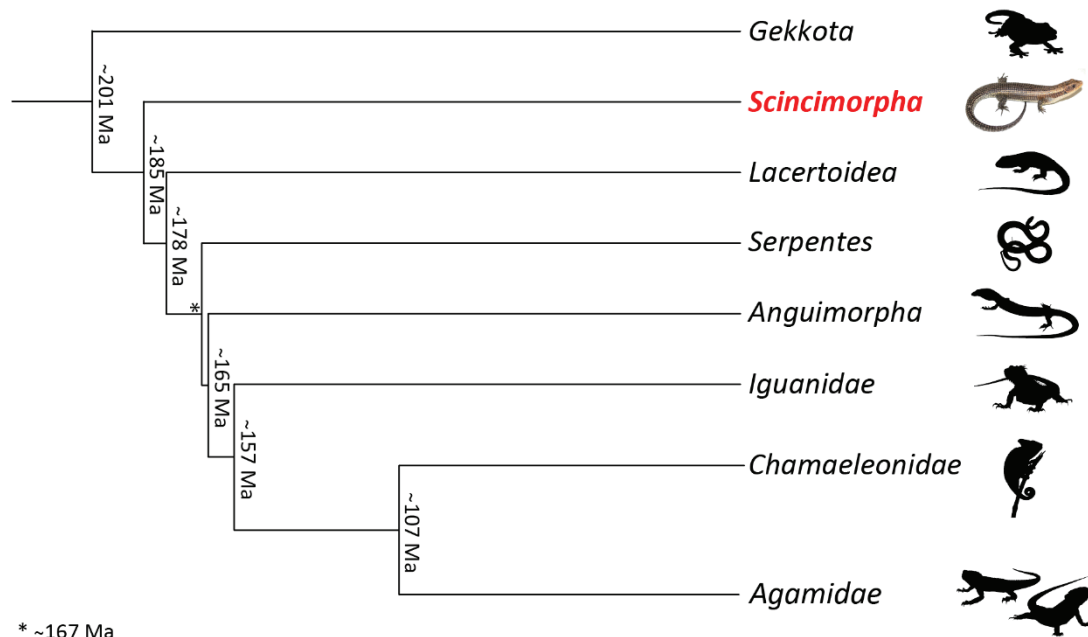 Gekkota
~201 Ma
Scincimorpha
~185 Ma
Lacertoidea
~178 Ma
Serpentes
*
Anguimorpha
~165 Ma
Iguanidae
~157 Ma
Chamaeleonidae
~107 Ma
Agamidae
* ~167 Ma